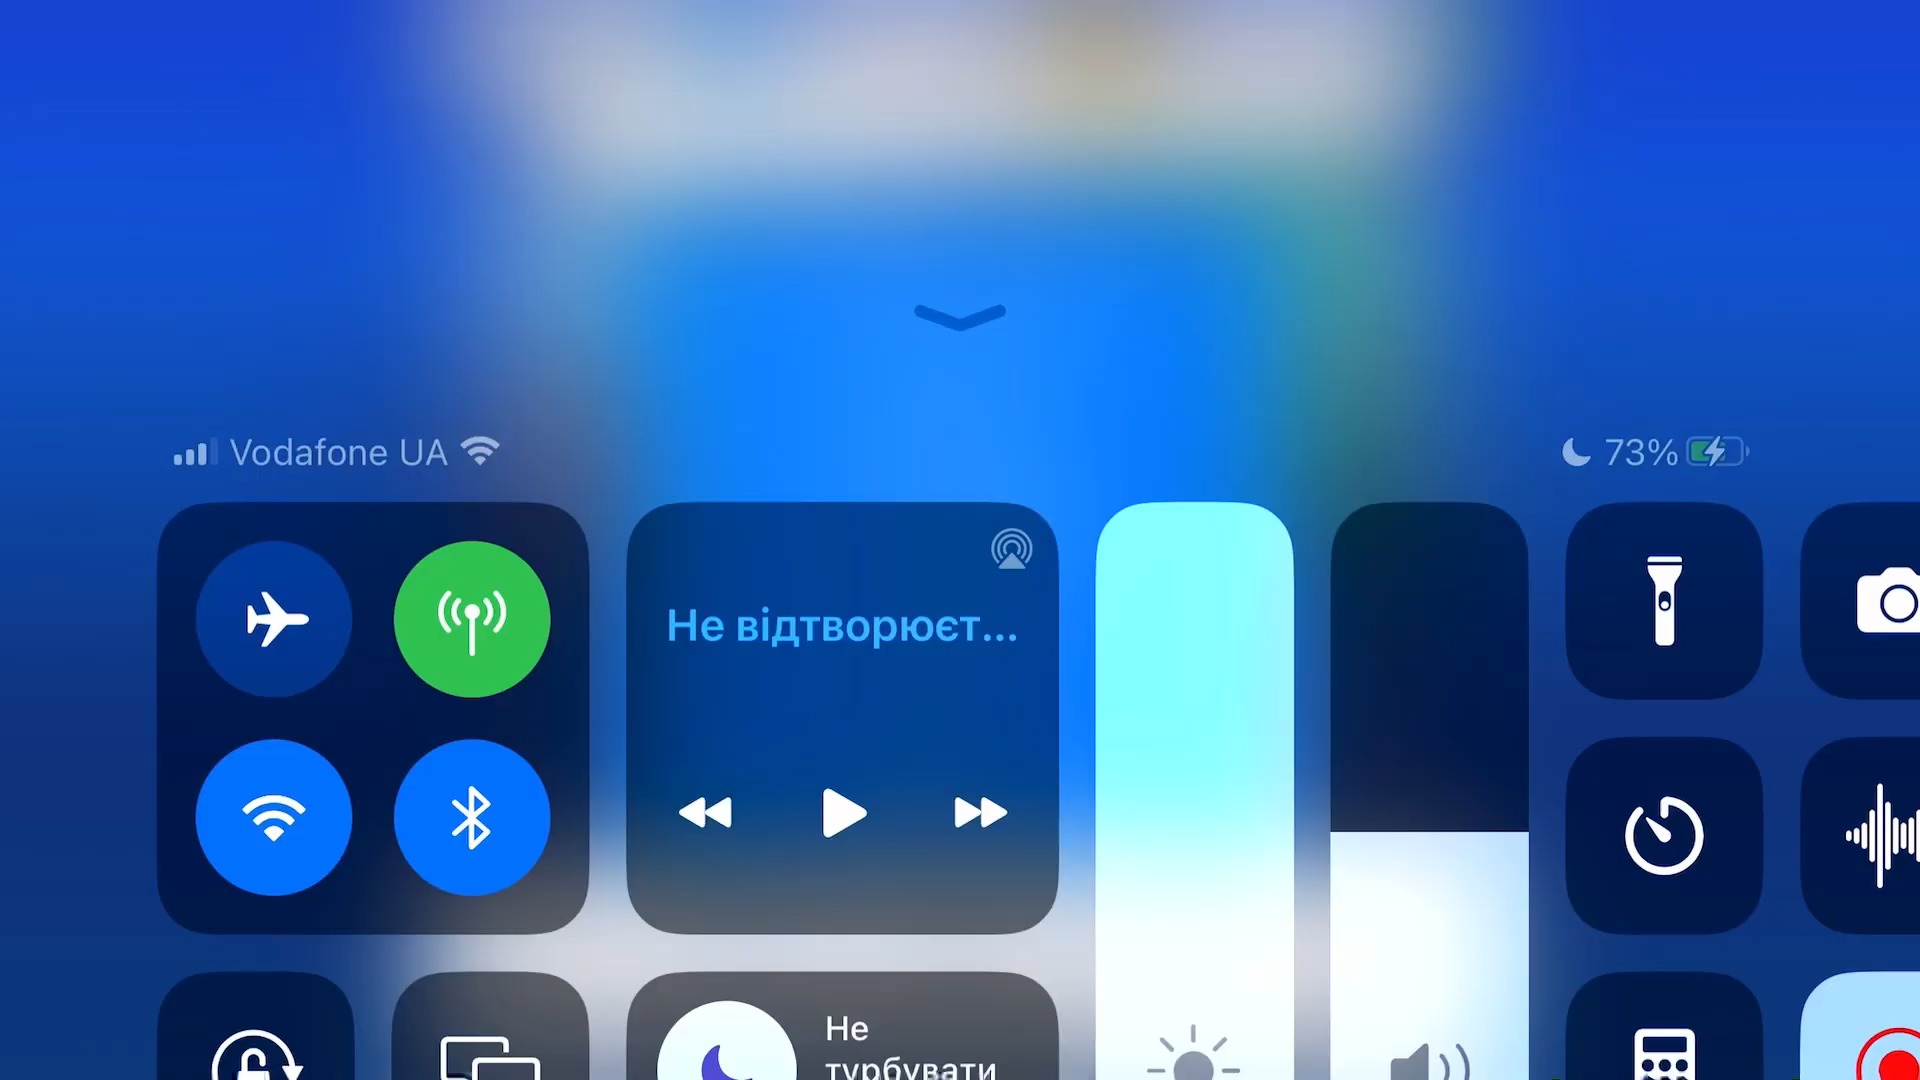 Vodafone UA
73%
Не відтворюєт...
Не
турбувати